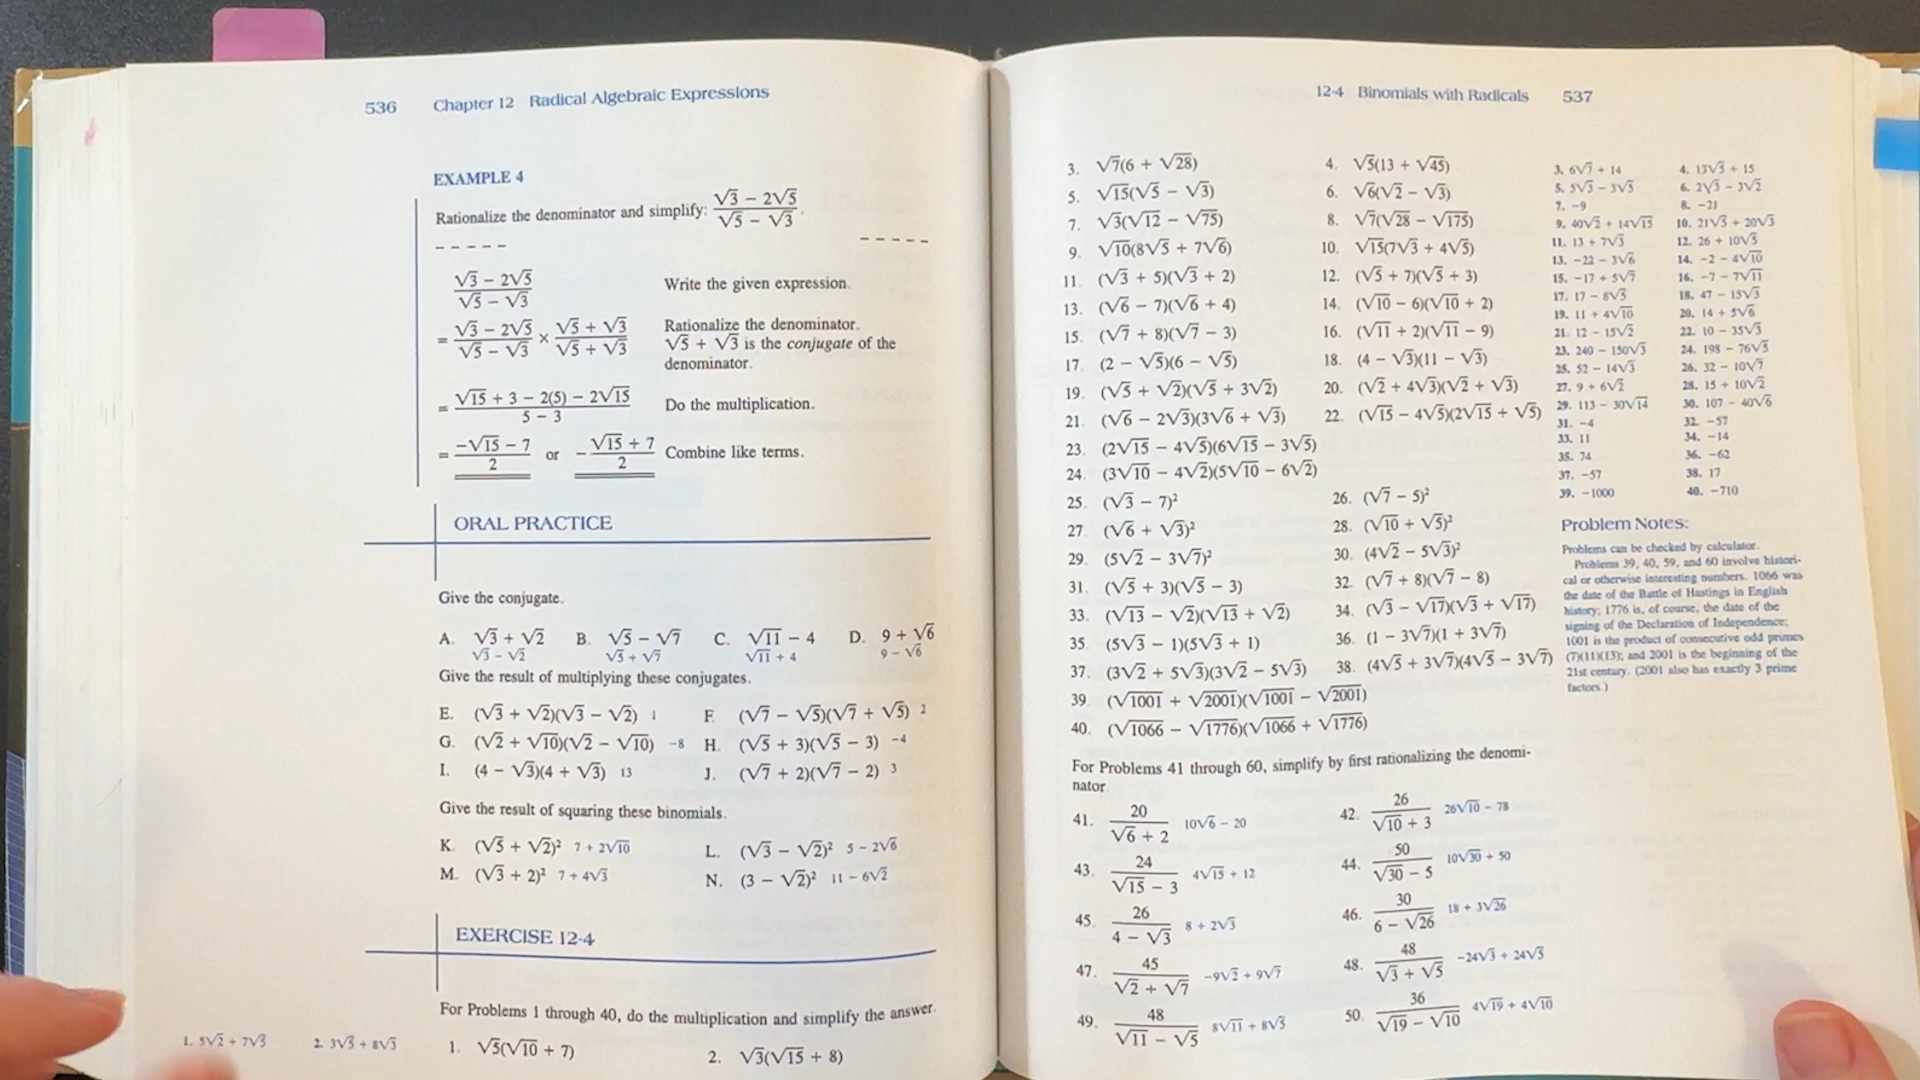 536 Chapter 12 Radical Algebraic Expressions
EXAMPLE 4
Rationalize the denominator and simplify: (√3 − 2√5)/(√5 − √3).
(√3 − 2√5)/(√5 − √3) Write the given expression.
= (√3 − 2√5)/(√5 − √3) × (√5 + √3)/(√5 + √3) Rationalize the denominator.
√5 + √3 is the conjugate of the
denominator.
= (√15 + 3 − 2(5) − 2√15)/(5 − 3) Do the multiplication.
= (−√15 − 7)/2 or −(√15 + 7)/2 Combine like terms.
ORAL PRACTICE
Give the conjugate.
A. √3 + √2 B. √5 − √7 C. √11 − 4 D. 9 + √6
√3 − √2 √5 + √7 √11 + 4 9 − √6
Give the result of multiplying these conjugates.
E. (√3 + √2)(√3 − √2) 1 F. (√7 − √5)(√7 + √5) 2
G. (√2 + √10)(√2 − √10) −8 H. (√5 + 3)(√5 − 3) −4
I. (4 − √3)(4 + √3) 13 J. (√7 + 2)(√7 − 2) 3
Give the result of squaring these binomials.
K. (√5 + √2)² 7 + 2√10 L. (√3 − √2)² 5 − 2√6
M. (√3 + 2)² 7 + 4√3 N. (3 − √2)² 11 − 6√2
EXERCISE 12-4
For Problems 1 through 40, do the multiplication and simplify the answer.
1. 5√2 + 7√5 2. 3√5 + 8√3 1. √5(√10 + 7) 2. √3(√15 + 8)
12-4 Binomials with Radicals 537
3. √7(6 + √28) 4. √5(13 + √45)
5. √15(√5 − √3) 6. √6(√2 − √3)
7. √3(√12 − √75) 8. √7(√28 − √175)
9. √10(8√5 + 7√6) 10. √15(7√3 + 4√5)
11. (√3 + 5)(√3 + 2) 12. (√5 + 7)(√5 + 3)
13. (√6 − 7)(√6 + 4) 14. (√10 − 6)(√10 + 2)
15. (√7 + 8)(√7 − 3) 16. (√11 + 2)(√11 − 9)
17. (2 − √5)(6 − √5) 18. (4 − √3)(11 − √3)
19. (√5 + √2)(√5 + 3√2) 20. (√2 + 4√3)(√2 + √3)
21. (√6 − 2√3)(3√6 + √3) 22. (√15 − 4√5)(2√15 + √5)
23. (2√15 − 4√5)(6√15 − 3√5)
24. (3√10 − 4√2)(5√10 − 6√2)
25. (√3 − 7)² 26. (√7 − 5)²
27. (√6 + √3)² 28. (√10 + √5)²
29. (5√2 − 3√7)² 30. (4√2 − 5√3)²
31. (√5 + 3)(√5 − 3) 32. (√7 + 8)(√7 − 8)
33. (√13 − √2)(√13 + √2) 34. (√3 − √17)(√3 + √17)
35. (5√3 − 1)(5√3 + 1) 36. (1 − 3√7)(1 + 3√7)
37. (3√2 + 5√3)(3√2 − 5√3) 38. (4√5 + 3√7)(4√5 − 3√7)
39. (√1001 + √2001)(√1001 − √2001)
40. (√1066 − √1776)(√1066 + √1776)
For Problems 41 through 60, simplify by first rationalizing the denomi-
nator.
41. 20/(√6 + 2) 10√6 − 20 42. 26/(√10 + 3) 26√10 − 78
43. 24/(√15 − 3) 4√15 + 12 44. 50/(√30 − 5) 10√30 + 50
45. 26/(4 − √3) 8 + 2√3 46. 30/(6 − √26) 18 + 3√26
47. 45/(√2 + √7) −9√2 + 9√7 48. 48/(√3 + √5) −24√3 + 24√5
49. 48/(√11 − √5) 8√11 + 8√5 50. 36/(√19 − √10) 4√19 + 4√10
3. 6√7 + 14 4. 13√5 + 15
5. 5√3 − 3√5 6. 2√3 − 3√2
7. −9 8. −21
9. 40√2 + 14√15 10. 21√5 + 20√3
11. 13 + 7√3 12. 26 + 10√5
13. −22 − 3√6 14. −2 − 4√10
15. −17 + 5√7 16. −7 − 7√11
17. 17 − 8√5 18. 47 − 15√3
19. 11 + 4√10 20. 14 + 5√6
21. 12 − 15√2 22. 10 − 35√3
23. 240 − 150√3 24. 198 − 76√5
25. 52 − 14√3 26. 32 − 10√7
27. 9 + 6√2 28. 15 + 10√2
29. 113 − 30√14 30. 107 − 40√6
31. −4 32. −57
33. 11 34. −14
35. 74 36. −62
37. −57 38. 17
39. −1000 40. −710
Problem Notes:
Problems can be checked by calculator.
Problems 39, 40, 59, and 60 involve histori-
cal or otherwise interesting numbers. 1066 was
the date of the Battle of Hastings in English
history; 1776 is, of course, the date of the
signing of the Declaration of Independence;
1001 is the product of consecutive odd primes
(7)(11)(13); and 2001 is the beginning of the
21st century. (2001 also has exactly 3 prime
factors.)